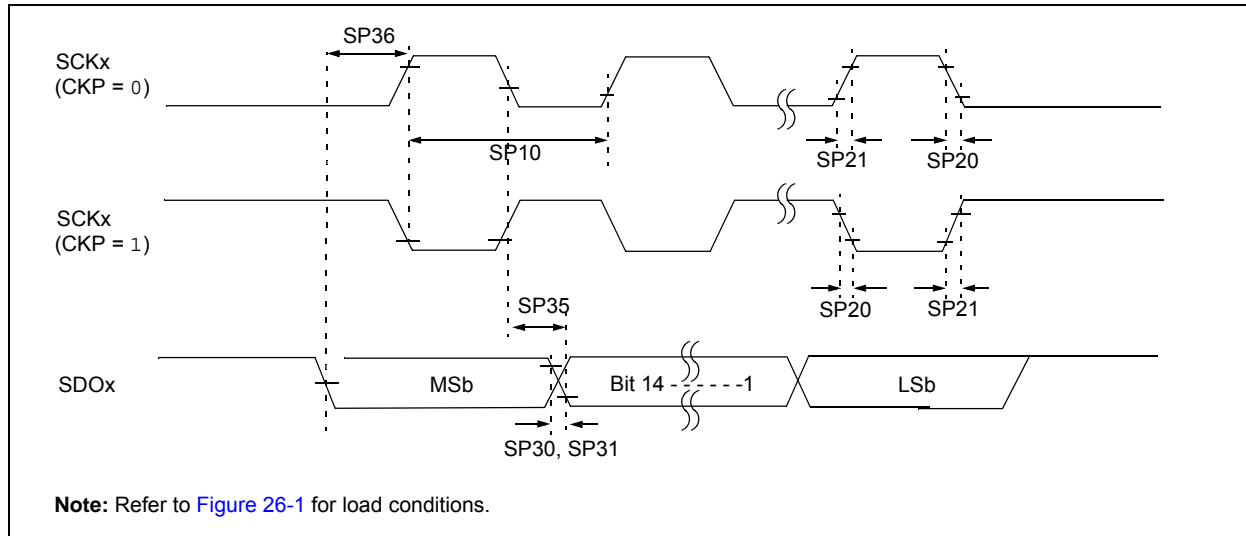 SP36
SCKx
(CKP = 0)
SP10
SP21
SP20
SCKx
(CKP = 1)
SP35
SP20
SP21
SDOx
MSb
Bit 14 - - - - - -1
LSb
SP30, SP31
Note: Refer to Figure 26-1 for load conditions.